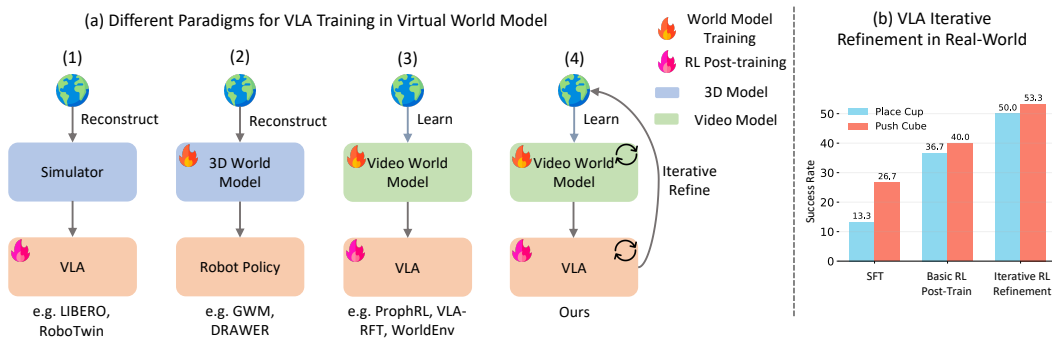 (a) Different Paradigms for VLA Training in Virtual World Model
World Model
Training
RL Post-training
3D Model
Video Model
(1)
Reconstruct
Simulator
VLA
e.g. LIBERO,
RoboTwin
(2)
Reconstruct
3D World
Model
Robot Policy
e.g. GWM,
DRAWER
(3)
Learn
Video World
Model
VLA
e.g. ProphRL, VLA-
RFT, WorldEnv
(4)
Learn
Video World
Model
VLA
Ours
Iterative
Refine
(b) VLA Iterative
Refinement in Real-World
Place Cup
Push Cube
Success Rate
50
40
30
20
10
13.3
26.7
36.7
40.0
50.0
53.3
SFT
Basic RL
Post-Train
Iterative RL
Refinement